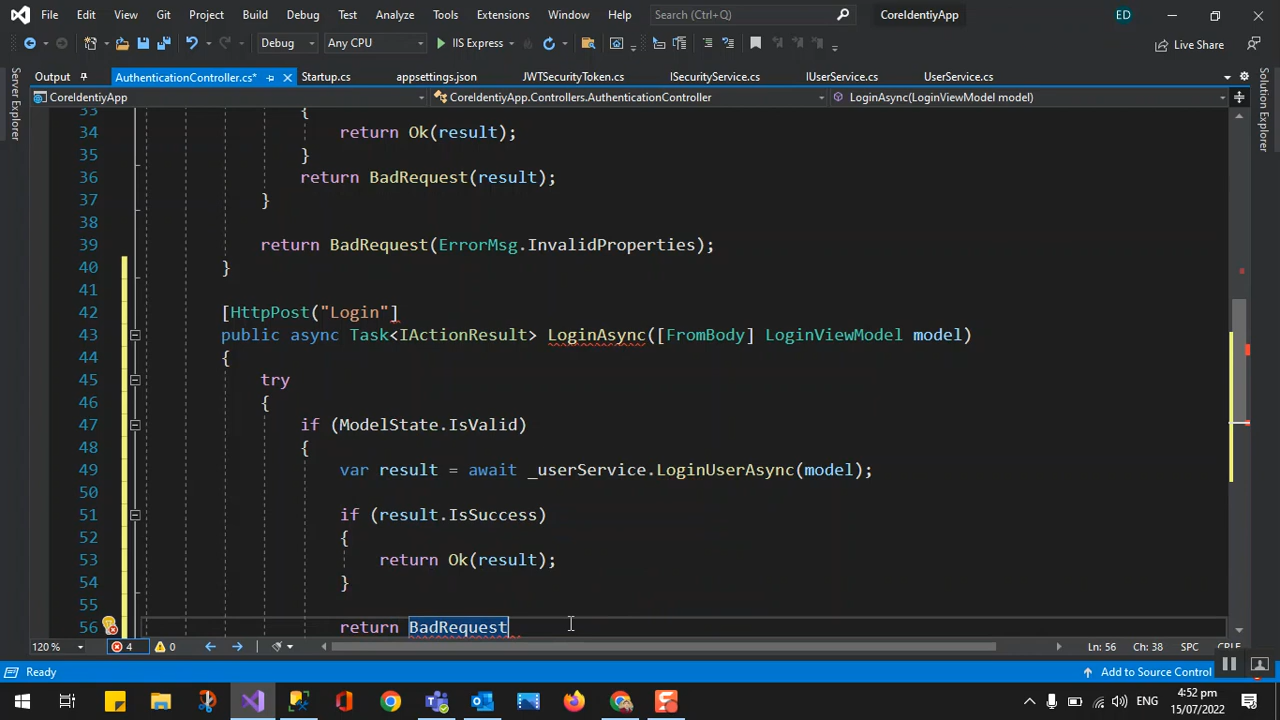 File Edit View Git Project Build Debug Test Analyze Tools Extensions Window Help Search (Ctrl+Q) CoreIdentiyApp ED
Debug Any CPU IIS Express Live Share
Output AuthenticationController.cs* Startup.cs appsettings.json JWTSecurityToken.cs ISecurityService.cs IUserService.cs UserService.cs
CoreIdentiyApp CoreIdentiyApp.Controllers.AuthenticationController LoginAsync(LoginViewModel model)
Server Explorer
Solution Explorer
33 {
34 return Ok(result);
35 }
36 return BadRequest(result);
37 }
38
39 return BadRequest(ErrorMsg.InvalidProperties);
40 }
41
42 [HttpPost("Login"]
43 public async Task<IActionResult> LoginAsync([FromBody] LoginViewModel model)
44 {
45 try
46 {
47 if (ModelState.IsValid)
48 {
49 var result = await _userService.LoginUserAsync(model);
50
51 if (result.IsSuccess)
52 {
53 return Ok(result);
54 }
55
56 return BadRequest
120 % 4 0 Ln: 56 Ch: 38 SPC CRLF
Ready Add to Source Control
ENG 4:52 pm
15/07/2022